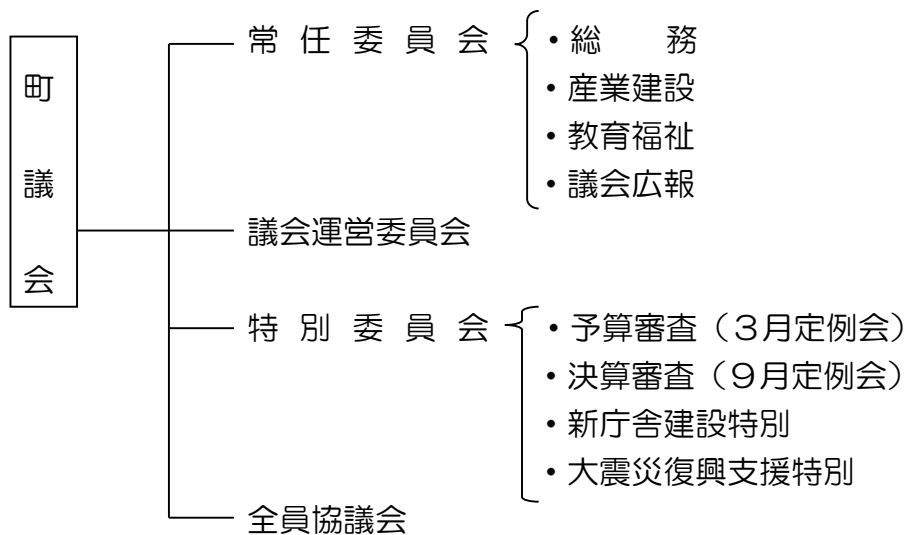 町議会
常任委員会
・総務
・産業建設
・教育福祉
・議会広報
議会運営委員会
特別委員会
・予算審査（３月定例会）
・決算審査（９月定例会）
・新庁舎建設特別
・大震災復興支援特別
全員協議会